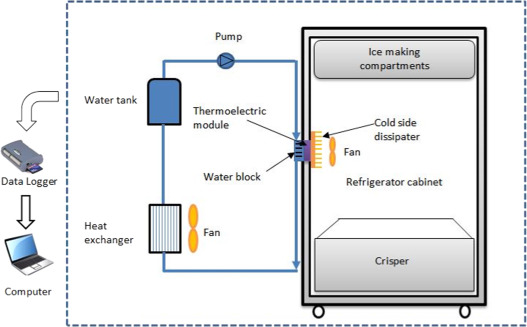 Pump
Ice making
compartments
Water tank
Thermoelectric
module
Cold side
dissipater
Fan
Water block
Refrigerator cabinet
Data Logger
Heat
exchanger
Fan
Crisper
Computer